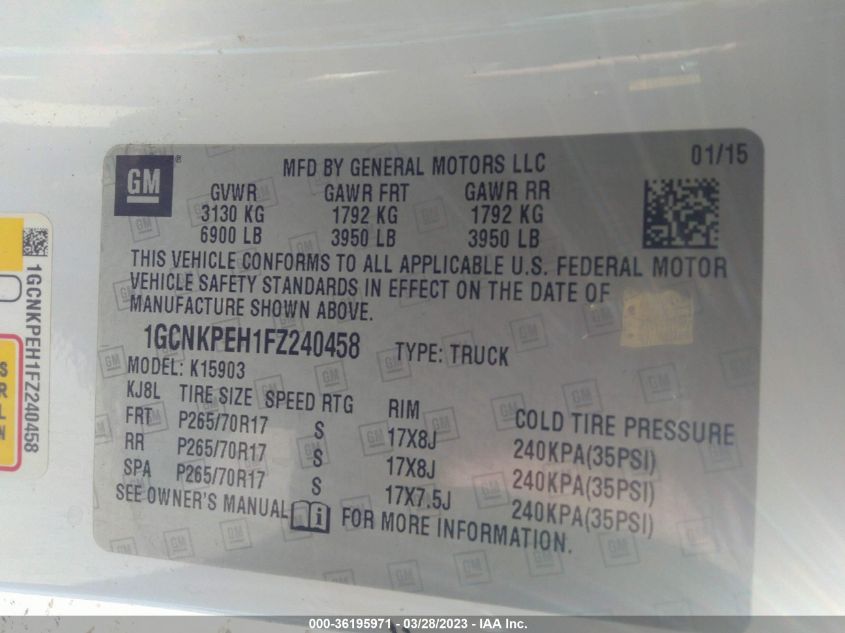 GM ®
MFD BY GENERAL MOTORS LLC
01/15
GVWR GAWR FRT GAWR RR
3130 KG 1792 KG 1792 KG
6900 LB 3950 LB 3950 LB
THIS VEHICLE CONFORMS TO ALL APPLICABLE U.S. FEDERAL MOTOR
VEHICLE SAFETY STANDARDS IN EFFECT ON THE DATE OF
MANUFACTURE SHOWN ABOVE.
1GCNKPEH1FZ240458 TYPE: TRUCK
MODEL: K15903
KJ8L TIRE SIZE SPEED RTG RIM COLD TIRE PRESSURE
FRT P265/70R17 S 17X8J 240KPA(35PSI)
RR P265/70R17 S 17X8J 240KPA(35PSI)
SPA P265/70R17 S 17X7.5J 240KPA(35PSI)
SEE OWNER'S MANUAL FOR MORE INFORMATION.
1GCNKPEH1FZ240458
S
R
L
N
000-36195971 - 03/28/2023 - IAA Inc.